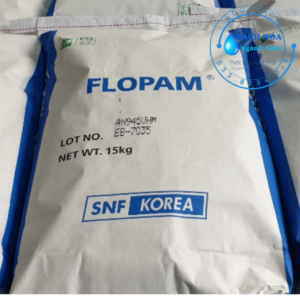 FLOPAM®
AN945VHM
LOT NO. EB-7035
NET WT. 15kg
SNF KOREA